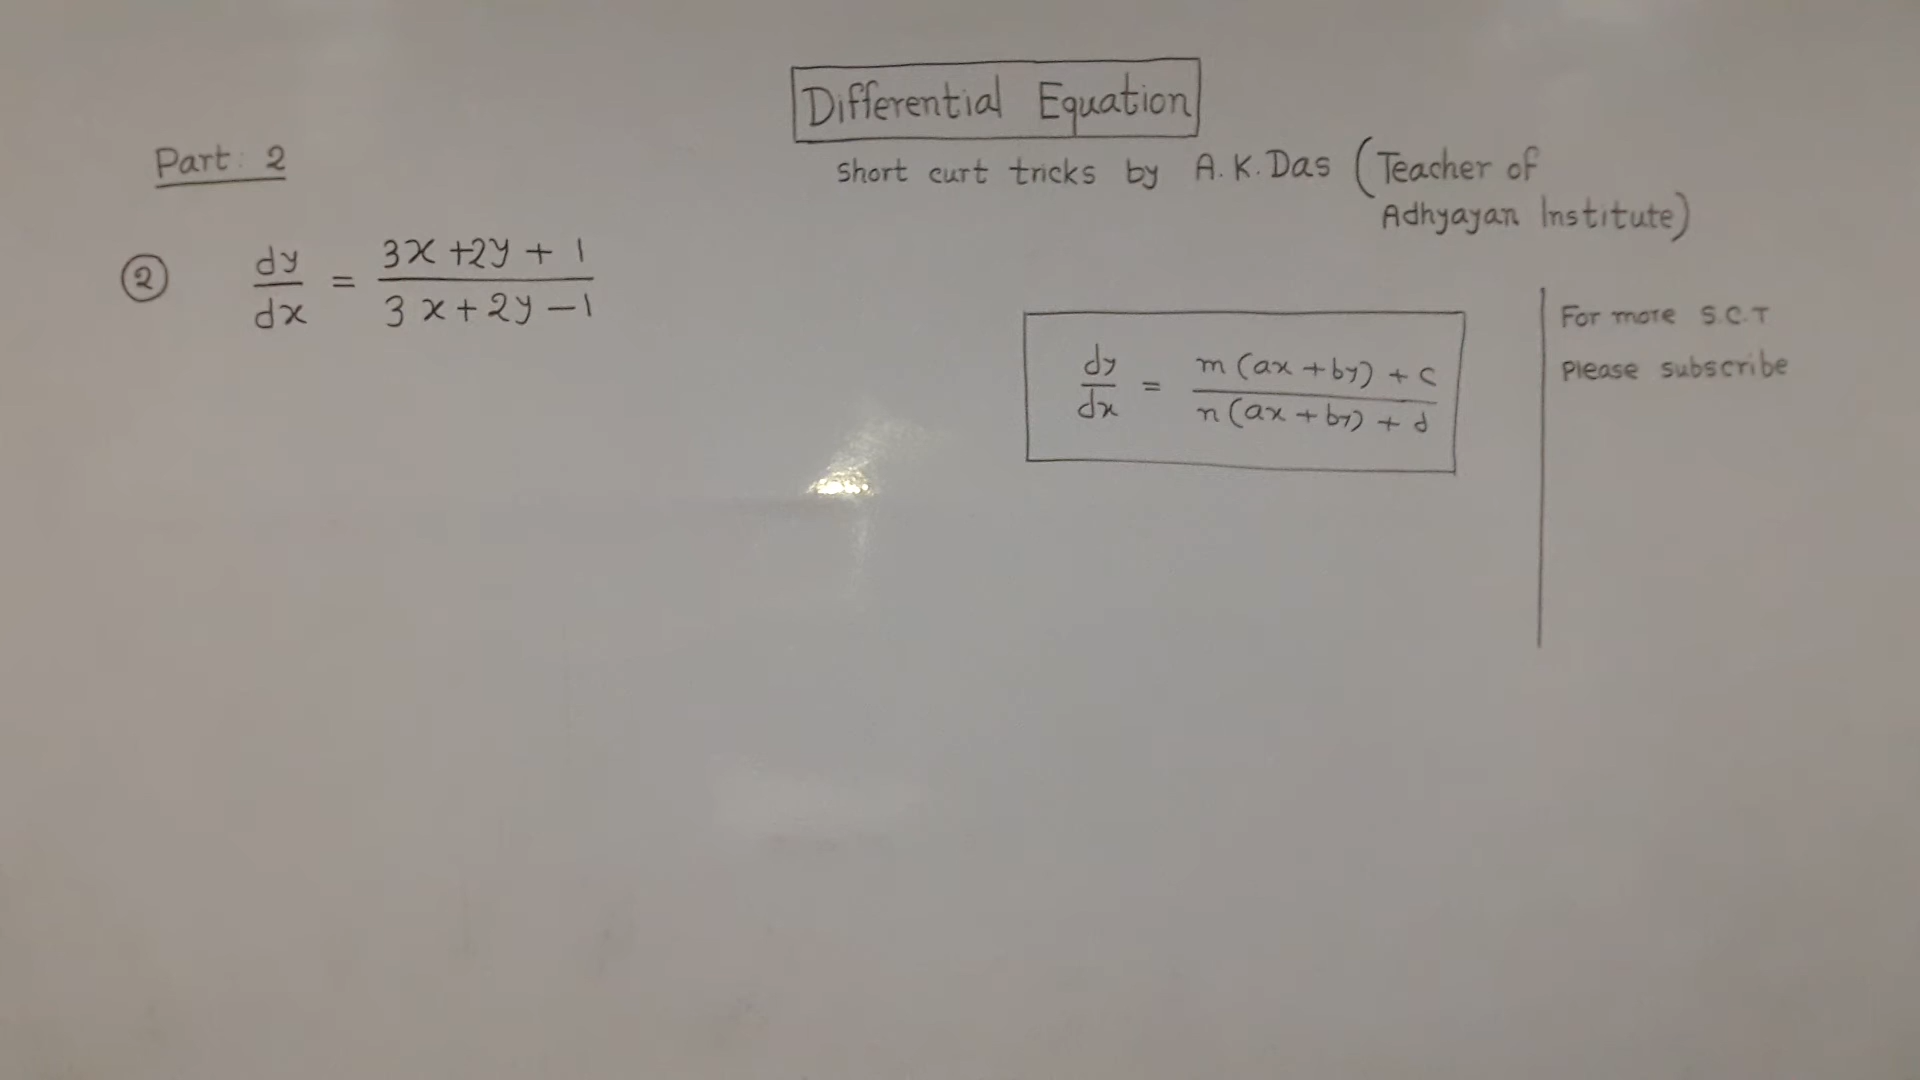 Differential Equation
Part: 2
Short curt tricks by A.K.Das (Teacher of
Adhyayan Institute)
② dy/dx = (3x+2y+1)/(3x+2y-1)
dy/dx = (m(ax+by)+c)/(n(ax+by)+d)
For more S.C.T
Please subscribe